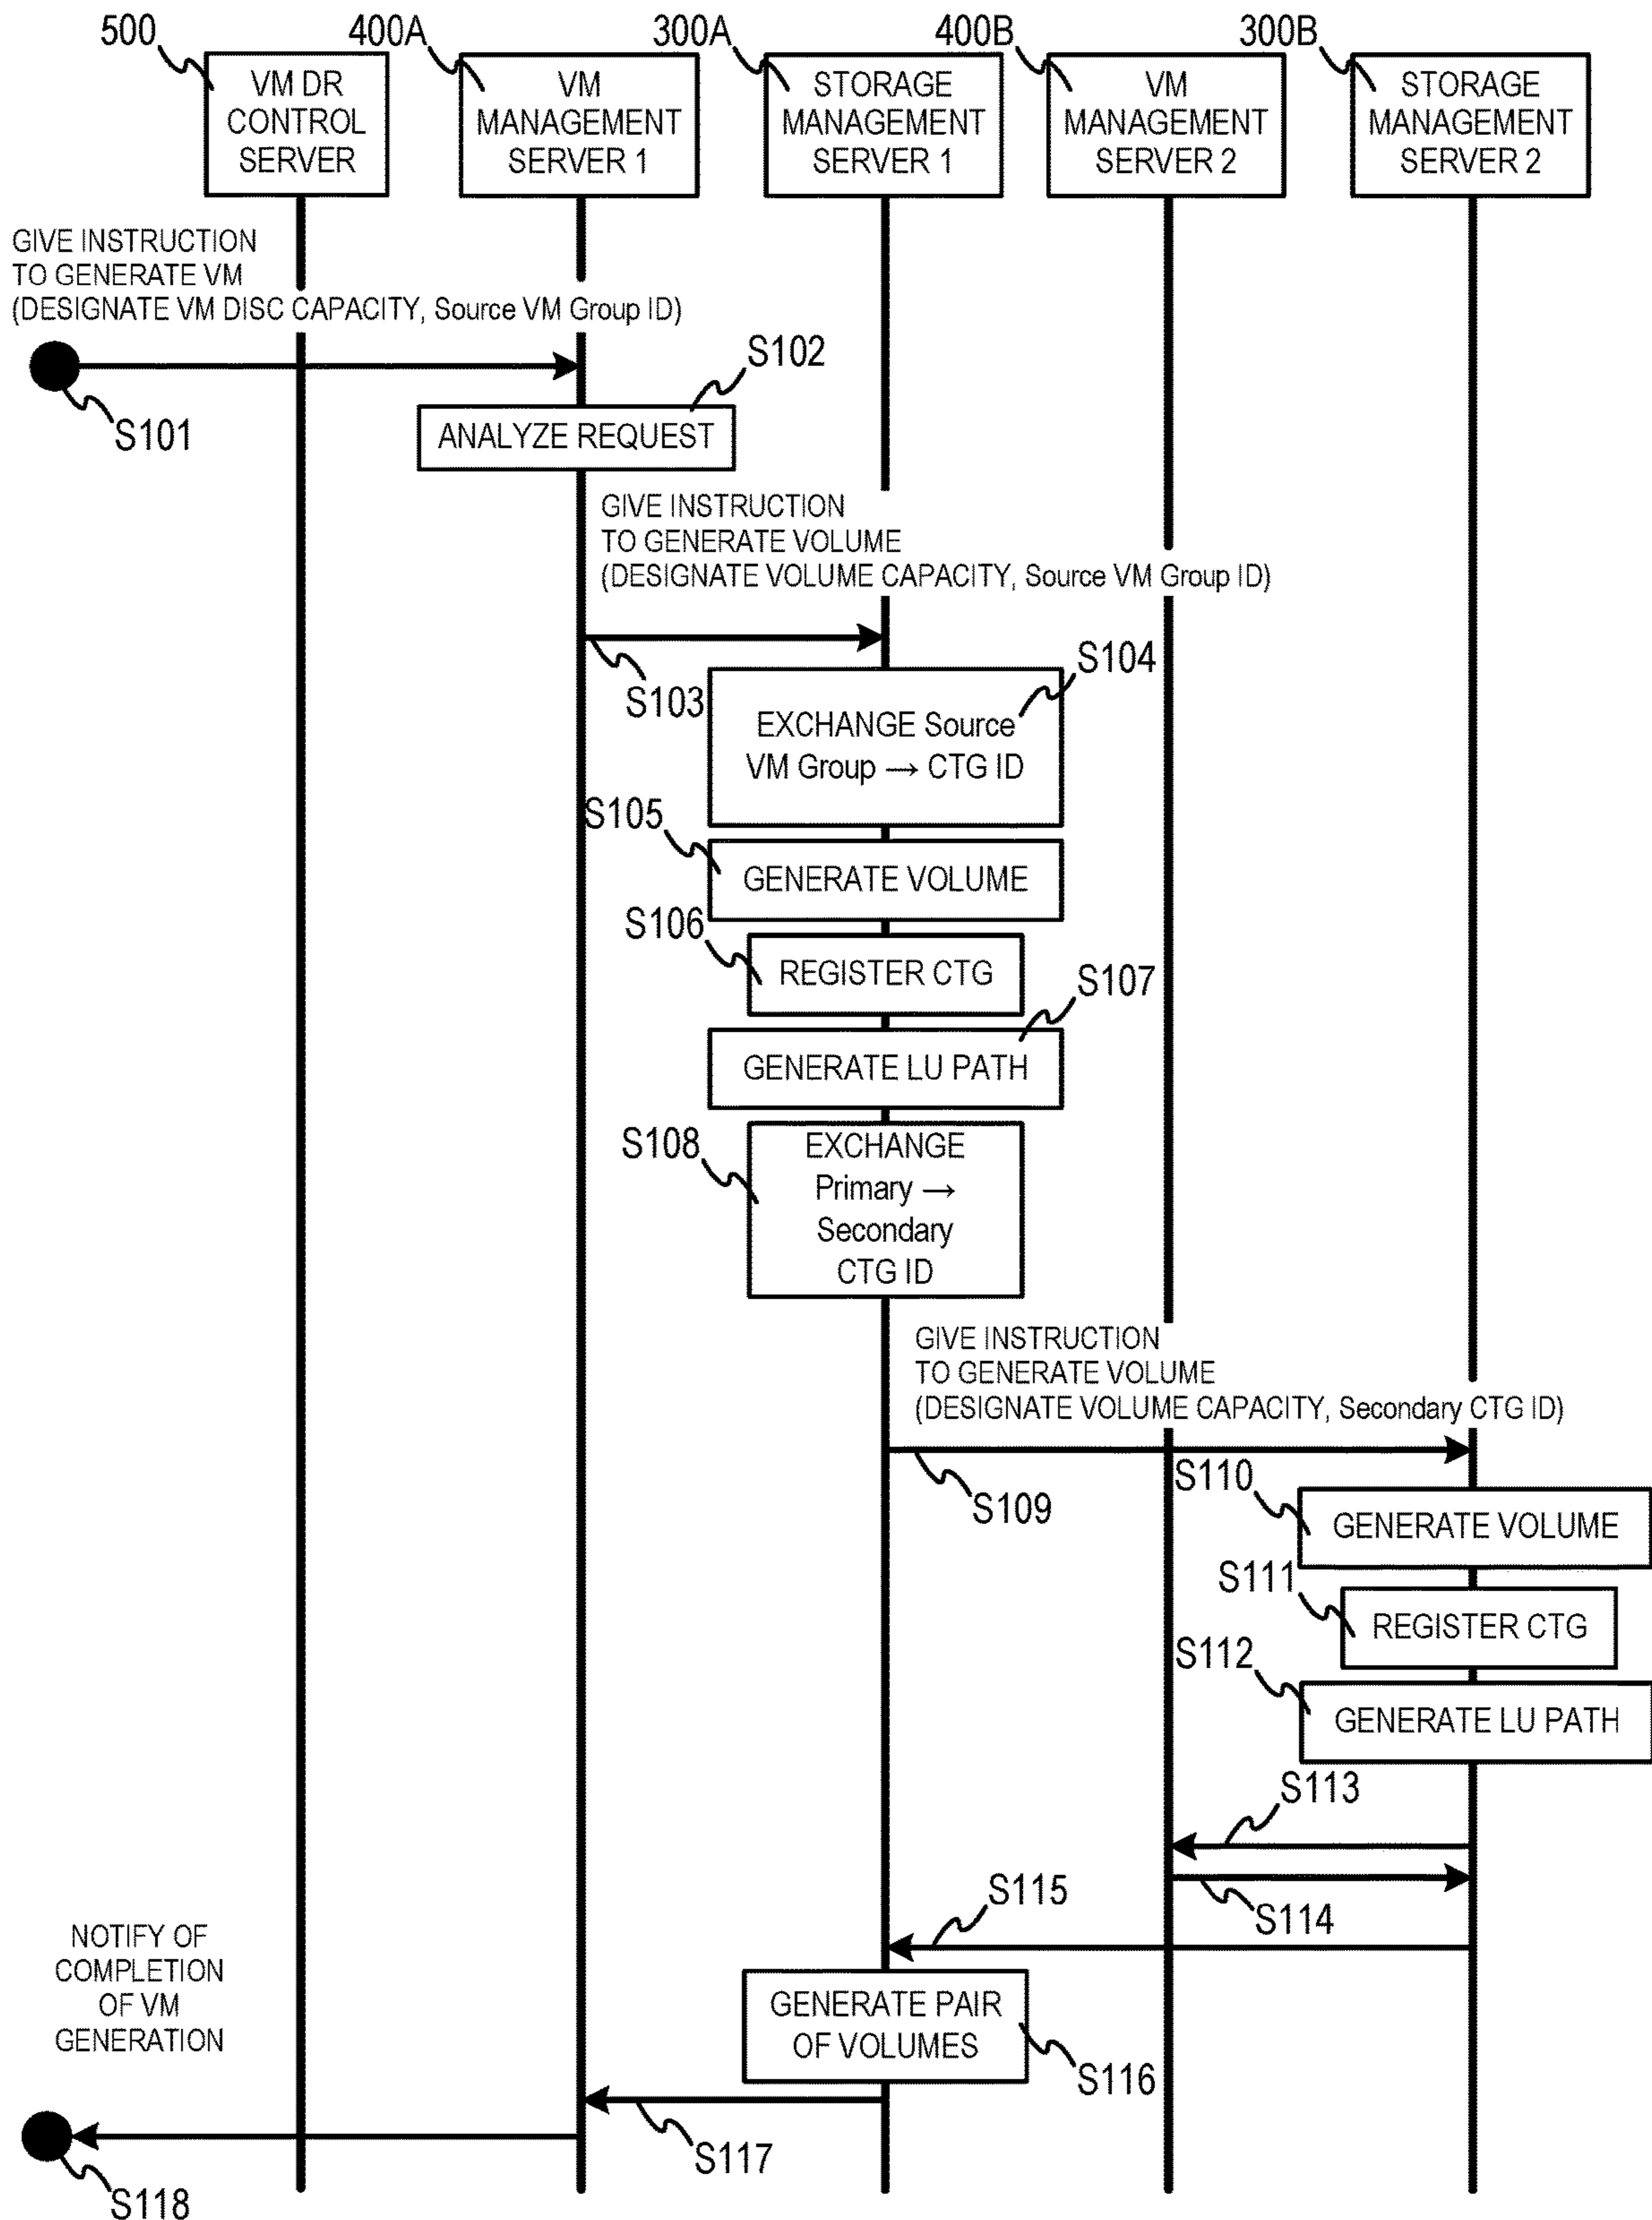 500
400A
300A
400B
300B
VM DR
CONTROL
SERVER
VM
MANAGEMENT
SERVER 1
STORAGE
MANAGEMENT
SERVER 1
VM
MANAGEMENT
SERVER 2
STORAGE
MANAGEMENT
SERVER 2
GIVE INSTRUCTION
TO GENERATE VM
(DESIGNATE VM DISC CAPACITY, Source VM Group ID)
S101
S102
ANALYZE REQUEST
GIVE INSTRUCTION
TO GENERATE VOLUME
(DESIGNATE VOLUME CAPACITY, Source VM Group ID)
S103
S104
EXCHANGE Source
VM Group → CTG ID
S105
GENERATE VOLUME
S106
REGISTER CTG
S107
GENERATE LU PATH
S108
EXCHANGE
Primary →
Secondary
CTG ID
GIVE INSTRUCTION
TO GENERATE VOLUME
(DESIGNATE VOLUME CAPACITY, Secondary CTG ID)
S109
S110
GENERATE VOLUME
S111
REGISTER CTG
S112
GENERATE LU PATH
S113
S114
S115
GENERATE PAIR
OF VOLUMES
S116
S117
NOTIFY OF
COMPLETION
OF VM
GENERATION
S118